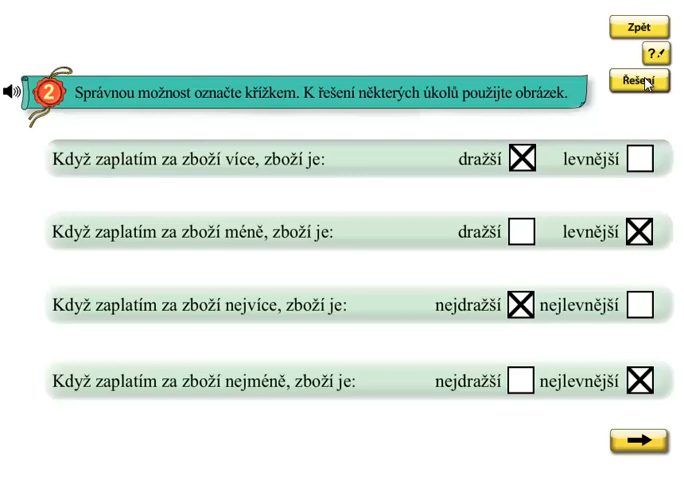 Zpět
?✓
Řešení
2 Správnou možnost označte křížkem. K řešení některých úkolů použijte obrázek.
Když zaplatím za zboží více, zboží je: dražší levnější
Když zaplatím za zboží méně, zboží je: dražší levnější
Když zaplatím za zboží nejvíce, zboží je: nejdražší nejlevnější
Když zaplatím za zboží nejméně, zboží je: nejdražší nejlevnější